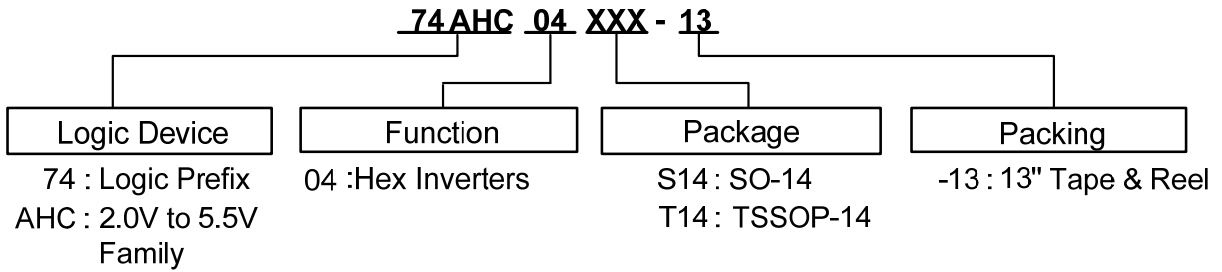 74 AHC 04 XXX - 13
Logic Device
Function
Package
Packing
74 : Logic Prefix
AHC : 2.0V to 5.5V
Family
04 :Hex Inverters
S14 : SO-14
T14 : TSSOP-14
-13 : 13" Tape & Reel